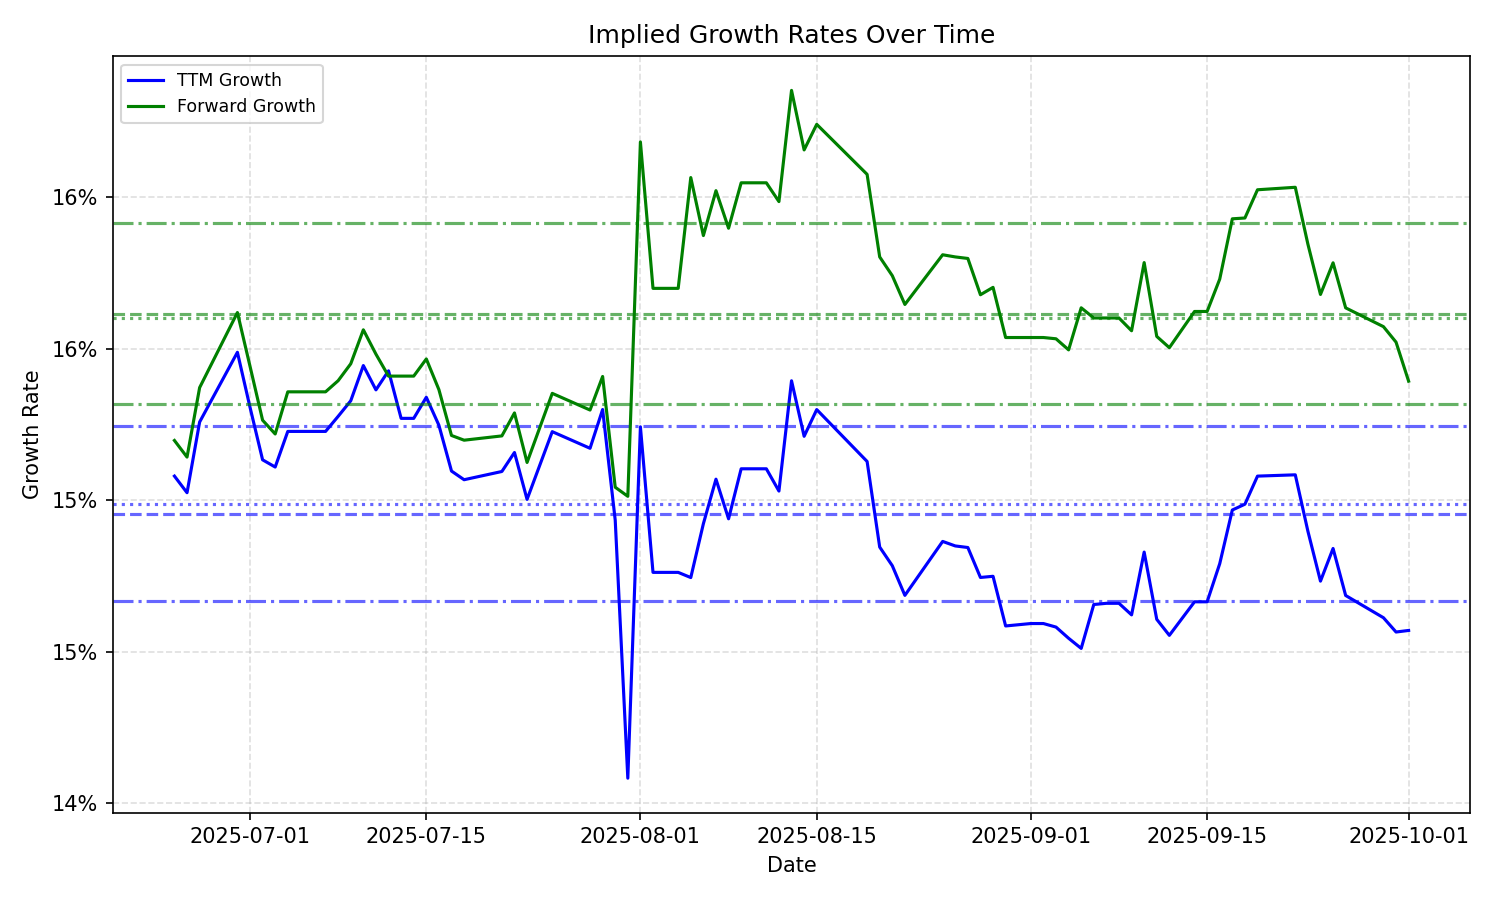 Implied Growth Rates Over Time
TTM Growth
Forward Growth
Growth Rate
16%
16%
15%
15%
14%
2025-07-01
2025-07-15
2025-08-01
2025-08-15
2025-09-01
2025-09-15
2025-10-01
Date